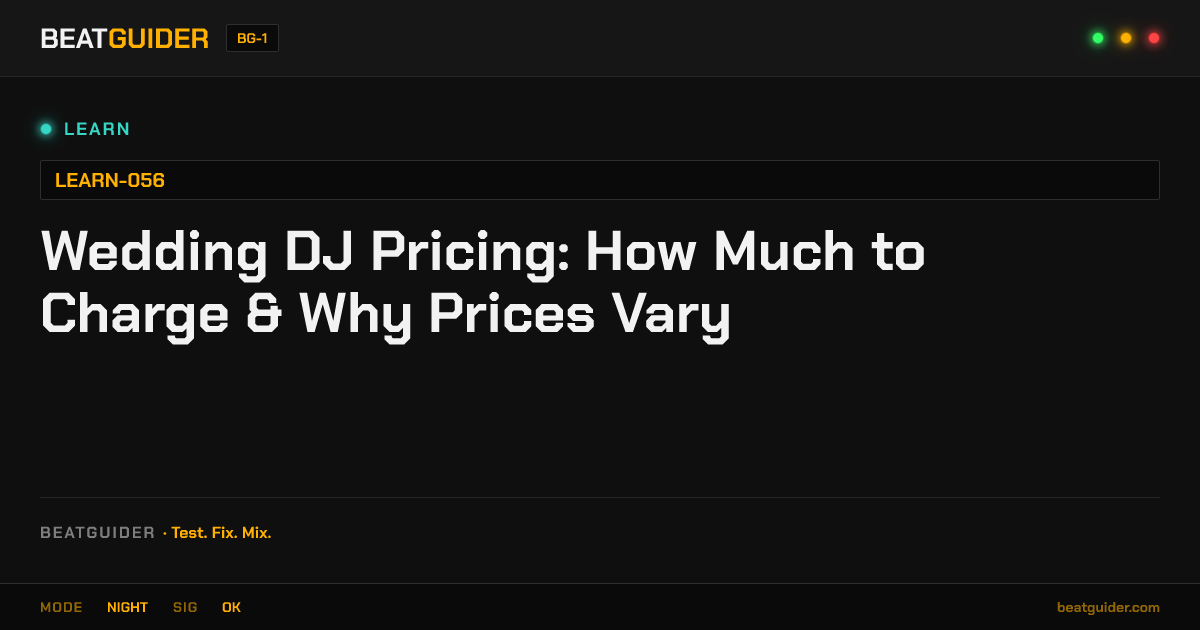 BEATGUIDER BG-1
LEARN
LEARN-056
Wedding DJ Pricing: How Much to
Charge & Why Prices Vary
BEATGUIDER · Test. Fix. Mix.
MODE NIGHT SIG OK beatguider.com